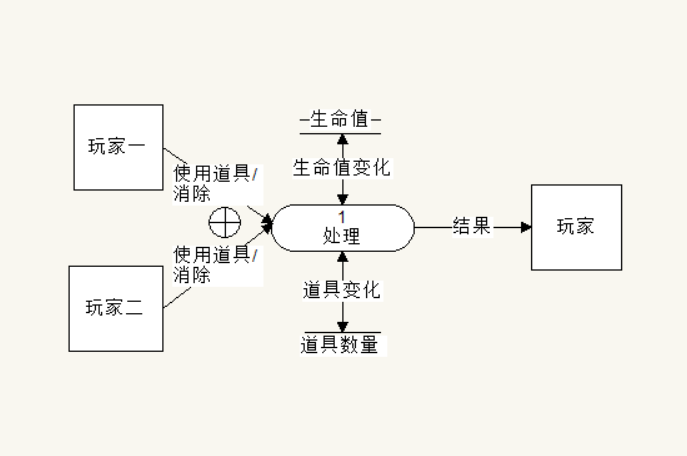 –生命值–
玩家一
生命值变化
使用道具/
消除
1
处理
结果
玩家
使用道具/
消除
道具变化
玩家二
道具数量